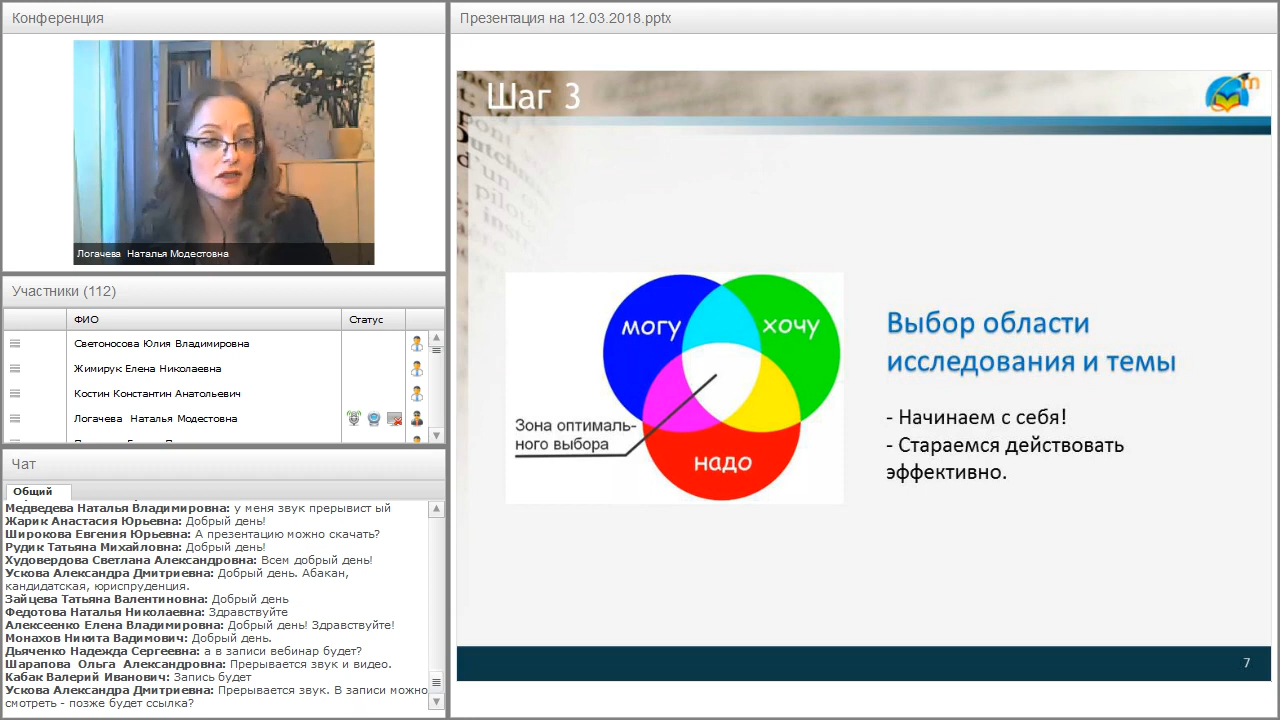 Конференция
Логачева Наталья Модестовна
Участники (112)
ФИО Статус
Светоносова Юлия Владимировна
Жимирук Елена Николаевна
Костин Константин Анатольевич
Логачева Наталья Модестовна
Чат
Общий
Медведева Наталья Владимировна: у меня звук прерывист ый
Жарик Анастасия Юрьевна: Добрый день!
Широкова Евгения Юрьевна: А презентацию можно скачать?
Рудик Татьяна Михайловна: Добрый день!
Худовердова Светлана Александровна: Всем добрый день!
Ускова Александра Дмитриевна: Добрый день. Абакан,
кандидатская, юриспруденция.
Зайцева Татьяна Валентиновна: Добрый день
Федотова Наталья Николаевна: Здравствуйте
Алексеенко Елена Владимировна: Добрый день! Здравствуйте!
Монахов Никита Вадимович: Добрый день.
Дьяченко Надежда Сергеевна: а в записи вебинар будет?
Шарапова Ольга Александровна: Прерывается звук и видео.
Кабак Валерий Иванович: Запись будет
Ускова Александра Дмитриевна: Прерывается звук. В записи можно
смотреть - позже будет ссылка?
Презентация на 12.03.2018.pptx
Шаг 3
могу
хочу
надо
Зона оптималь-
ного выбора
Выбор области
исследования и темы
- Начинаем с себя!
- Стараемся действовать
эффективно.
7